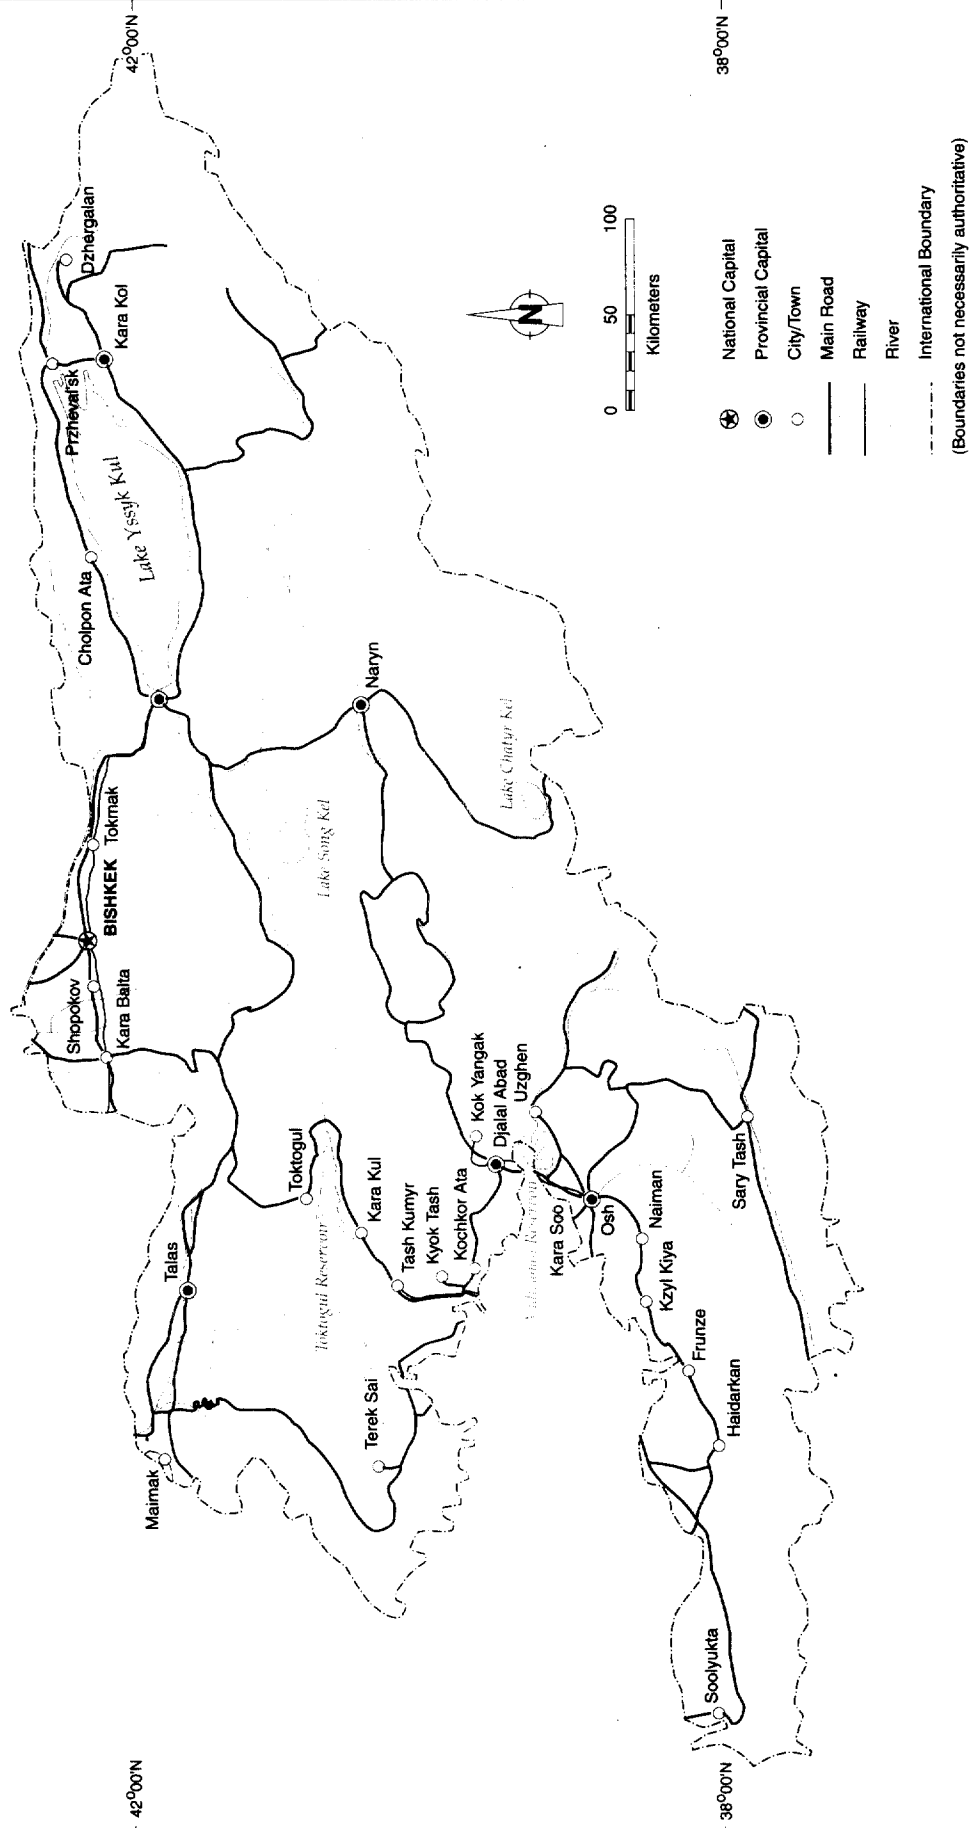 42°00'N
38°00'N
42°00'N
38°00'N
Maimak
Talas
Shopokov
Kara Balta
BISHKEK
Tokmak
Cholpon Ata
Lake Yssyk Kul
Przheval'sk
Kara Kol
Dzhergalan
Toktogul
Toktogul Reservoir
Kara Kul
Tash Kumyr
Kyok Tash
Kochkor Ata
Terek Sai
Lake Song Kel
Naryn
Lake Chatyr Kel
Kok Yangak
Djalal Abad
Uzghen
Reservoir
Kara Soo
Osh
Naiman
Kzyl Kiya
Frunze
Haidarkan
Soolyukta
Sary Tash
N
0 50 100
Kilometers
National Capital
Provincial Capital
City/Town
Main Road
Railway
River
International Boundary
(Boundaries not necessarily authoritative)